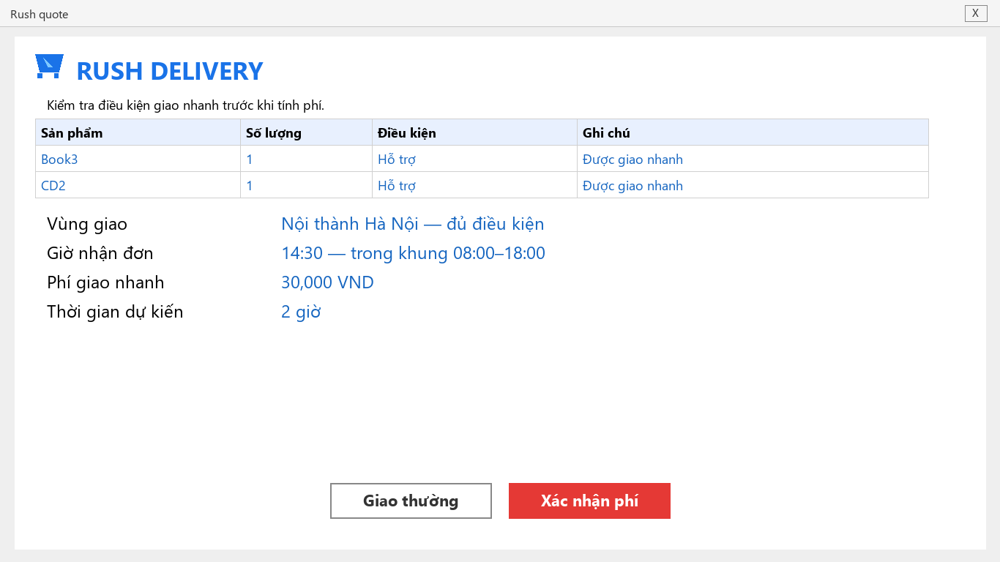 Rush quote
X
RUSH DELIVERY
Kiểm tra điều kiện giao nhanh trước khi tính phí.
Sản phẩm Số lượng Điều kiện Ghi chú
Book3 1 Hỗ trợ Được giao nhanh
CD2 1 Hỗ trợ Được giao nhanh
Vùng giao Nội thành Hà Nội — đủ điều kiện
Giờ nhận đơn 14:30 — trong khung 08:00–18:00
Phí giao nhanh 30,000 VND
Thời gian dự kiến 2 giờ
Giao thường Xác nhận phí